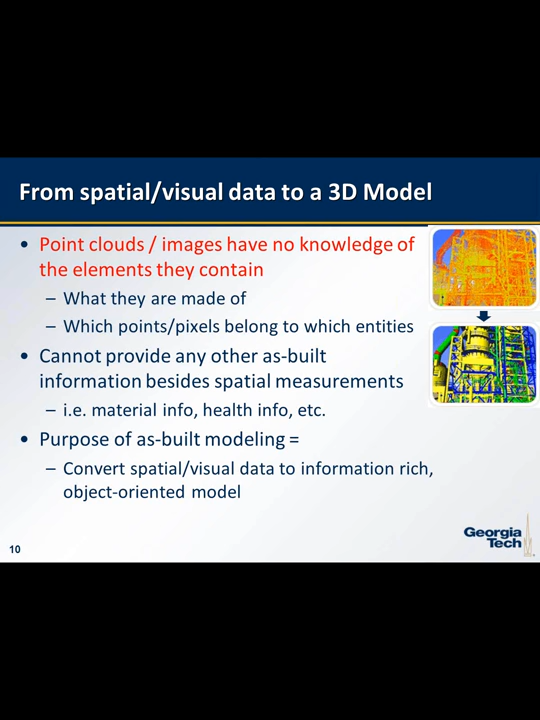 From spatial/visual data to a 3D Model
• Point clouds / images have no knowledge of
the elements they contain
– What they are made of
– Which points/pixels belong to which entities
• Cannot provide any other as-built
information besides spatial measurements
– i.e. material info, health info, etc.
• Purpose of as-built modeling =
– Convert spatial/visual data to information rich,
object-oriented model
Georgia
Tech
10